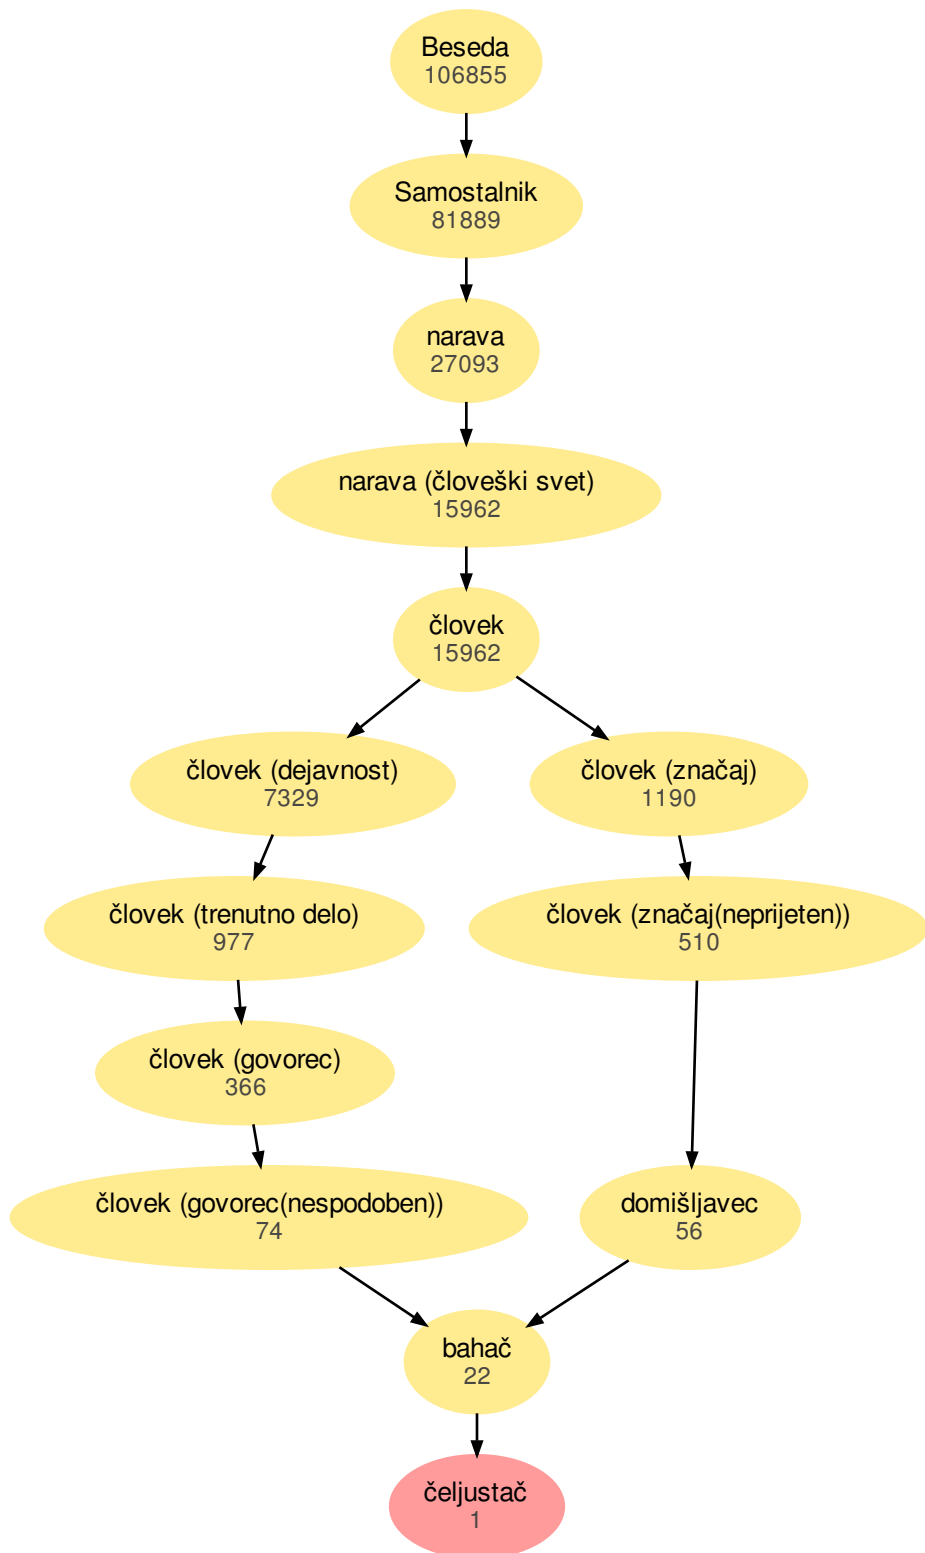 Beseda
106855
Samostalnik
81889
narava
27093
narava (človeški svet)
15962
človek
15962
človek (dejavnost)
7329
človek (značaj)
1190
človek (trenutno delo)
977
človek (značaj(neprijeten))
510
človek (govorec)
366
človek (govorec(nespodoben))
74
domišljavec
56
bahač
22
čeljustač
1